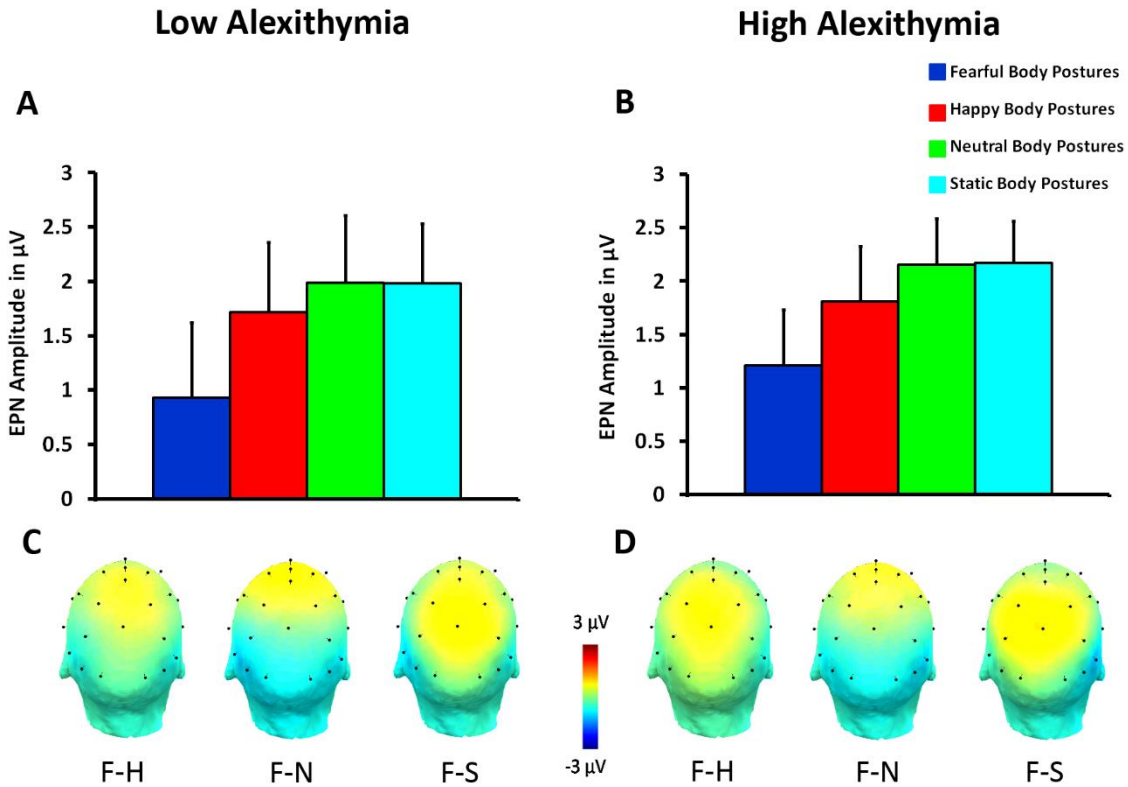 Low Alexithymia
High Alexithymia
A
B
Fearful Body Postures
Happy Body Postures
Neutral Body Postures
Static Body Postures
EPN Amplitude in µV
3
2.5
2
1.5
1
0.5
0
EPN Amplitude in µV
3
2.5
2
1.5
1
0.5
0
C
D
3 µV
-3 µV
F-H
F-N
F-S
F-H
F-N
F-S